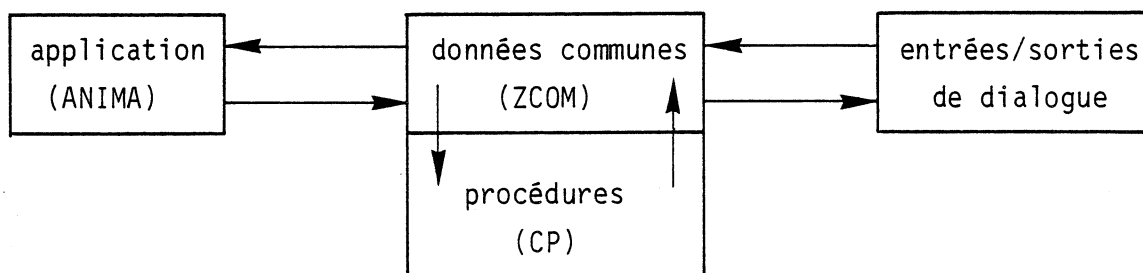 application
(ANIMA)
données communes
(ZCOM)
procédures
(CP)
entrées/sorties
de dialogue